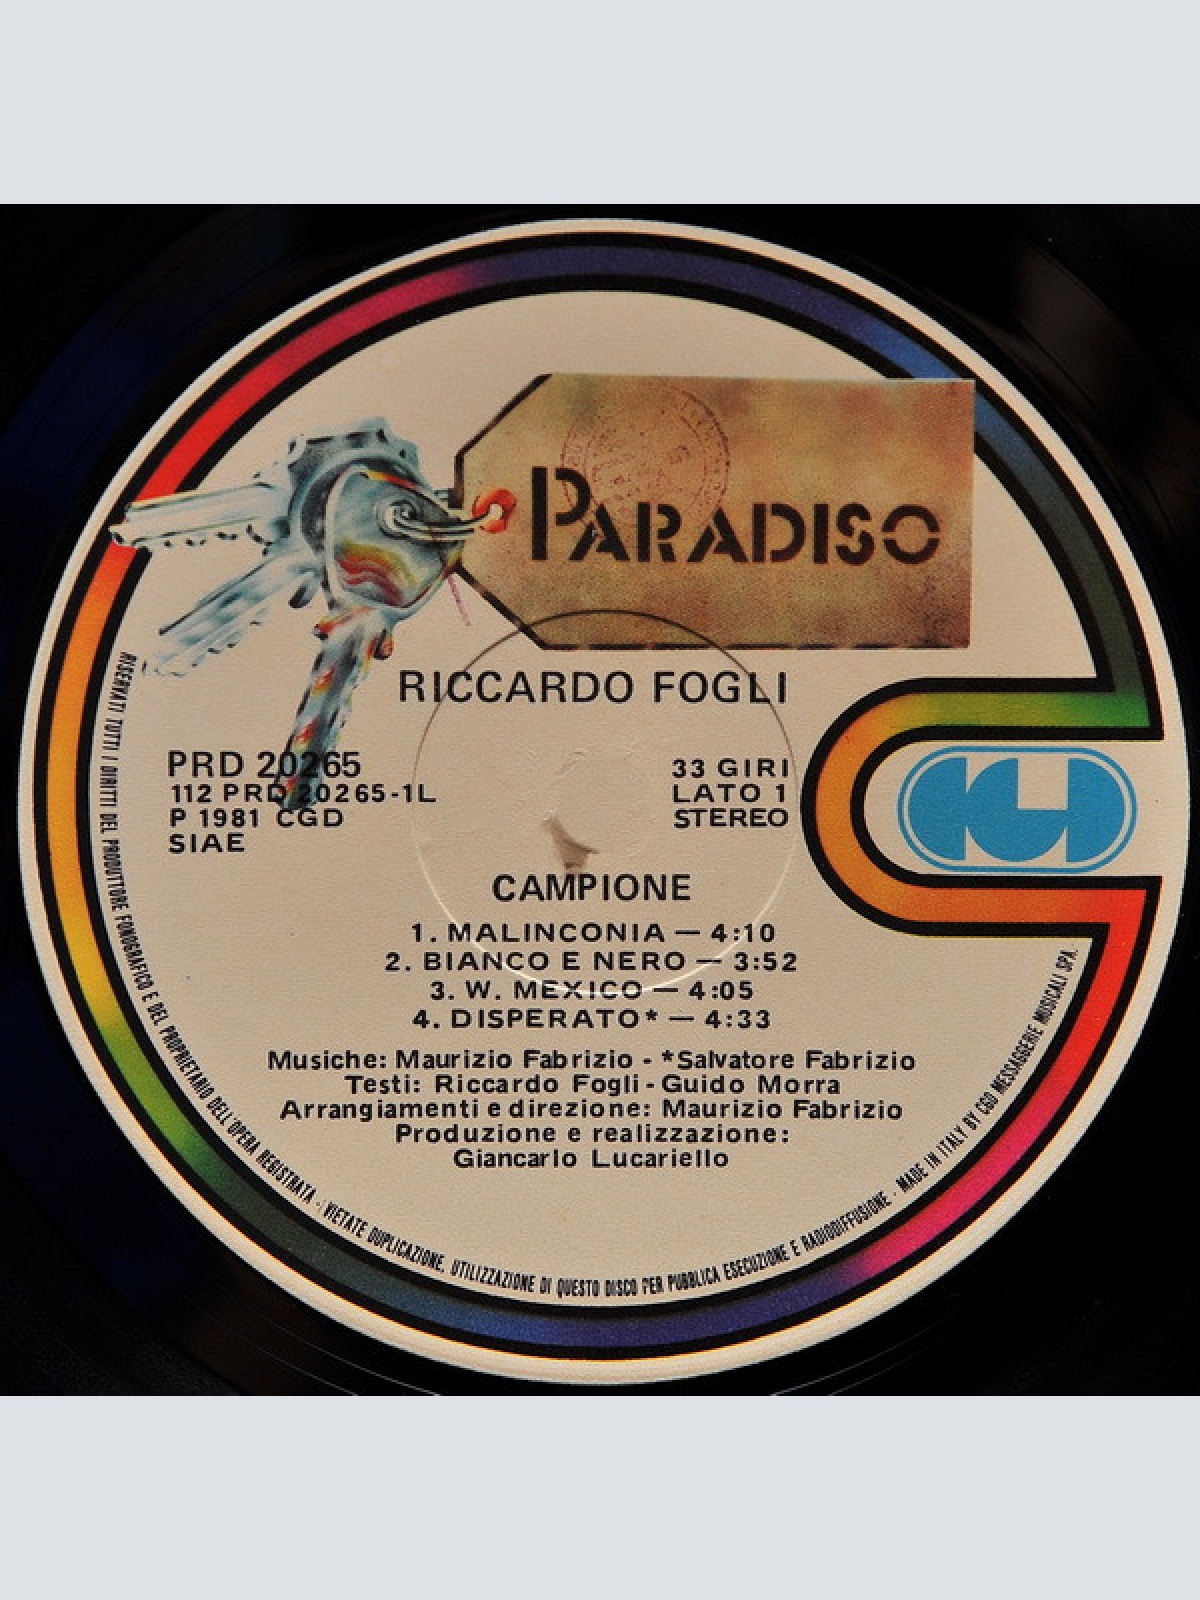 PARADISO
RICCARDO FOGLI
PRD 20265
112 PRD 20265-1L
P 1981 CGD
SIAE
33 GIRI
LATO 1
STEREO
CAMPIONE
1. MALINCONIA — 4:10
2. BIANCO E NERO — 3:52
3. W. MEXICO — 4:05
4. DISPERATO* — 4:33
Musiche: Maurizio Fabrizio - *Salvatore Fabrizio
Testi: Riccardo Fogli - Guido Morra
Arrangiamenti e direzione: Maurizio Fabrizio
Produzione e realizzazione:
Giancarlo Lucariello
RISERVATI TUTTI I DIRITTI DEL PRODUTTORE FONOGRAFICO E DEL PROPRIETARIO DELL'OPERA REGISTRATA - VIETATE DUPLICAZIONE, UTILIZZAZIONE DI QUESTO DISCO PER PUBBLICA ESECUZIONE E RADIODIFFUSIONE - MADE IN ITALY BY CGD MESSAGGERIE MUSICALI SPA.